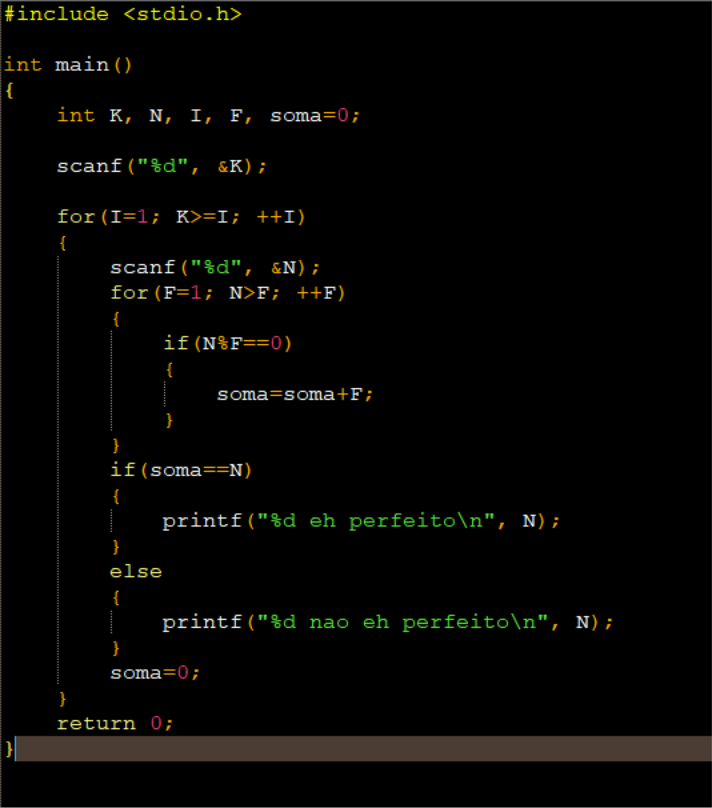 #include <stdio.h>

int main()
{
    int K, N, I, F, soma=0;

    scanf("%d", &K);

    for(I=1; K>=I; ++I)
    {
        scanf("%d", &N);
        for(F=1; N>F; ++F)
        {
            if(N%F==0)
            {
                soma=soma+F;
            }
        }
        if(soma==N)
        {
            printf("%d eh perfeito\n", N);
        }
        else
        {
            printf("%d nao eh perfeito\n", N);
        }
        soma=0;
    }
    return 0;
}